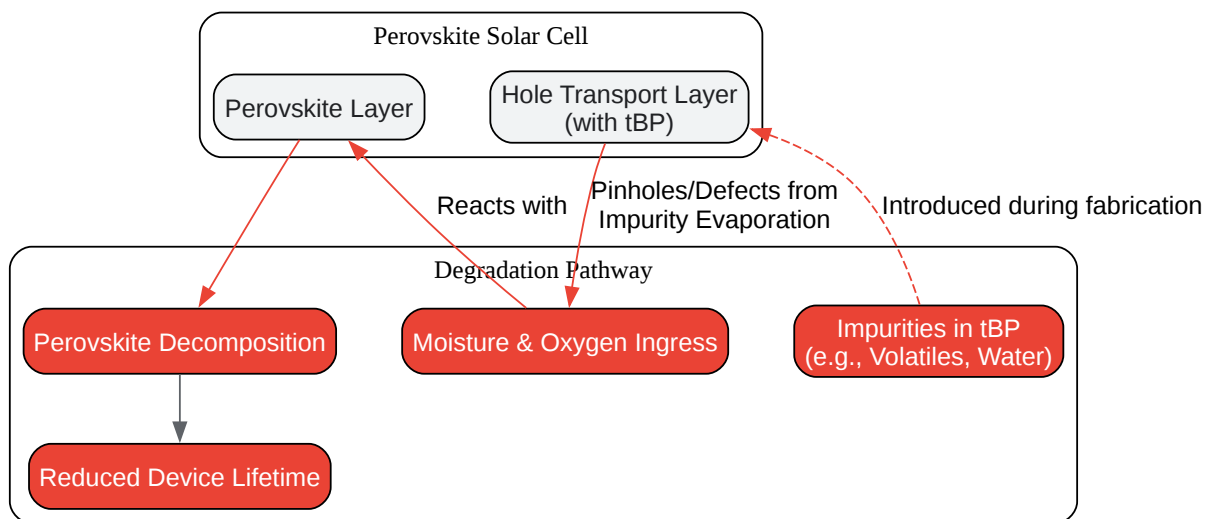 Perovskite Solar Cell
Perovskite Layer
Hole Transport Layer
(with tBP)
Reacts with
Pinholes/Defects from
Impurity Evaporation
Introduced during fabrication
Degradation Pathway
Perovskite Decomposition
Moisture & Oxygen Ingress
Impurities in tBP
(e.g., Volatiles, Water)
Reduced Device Lifetime